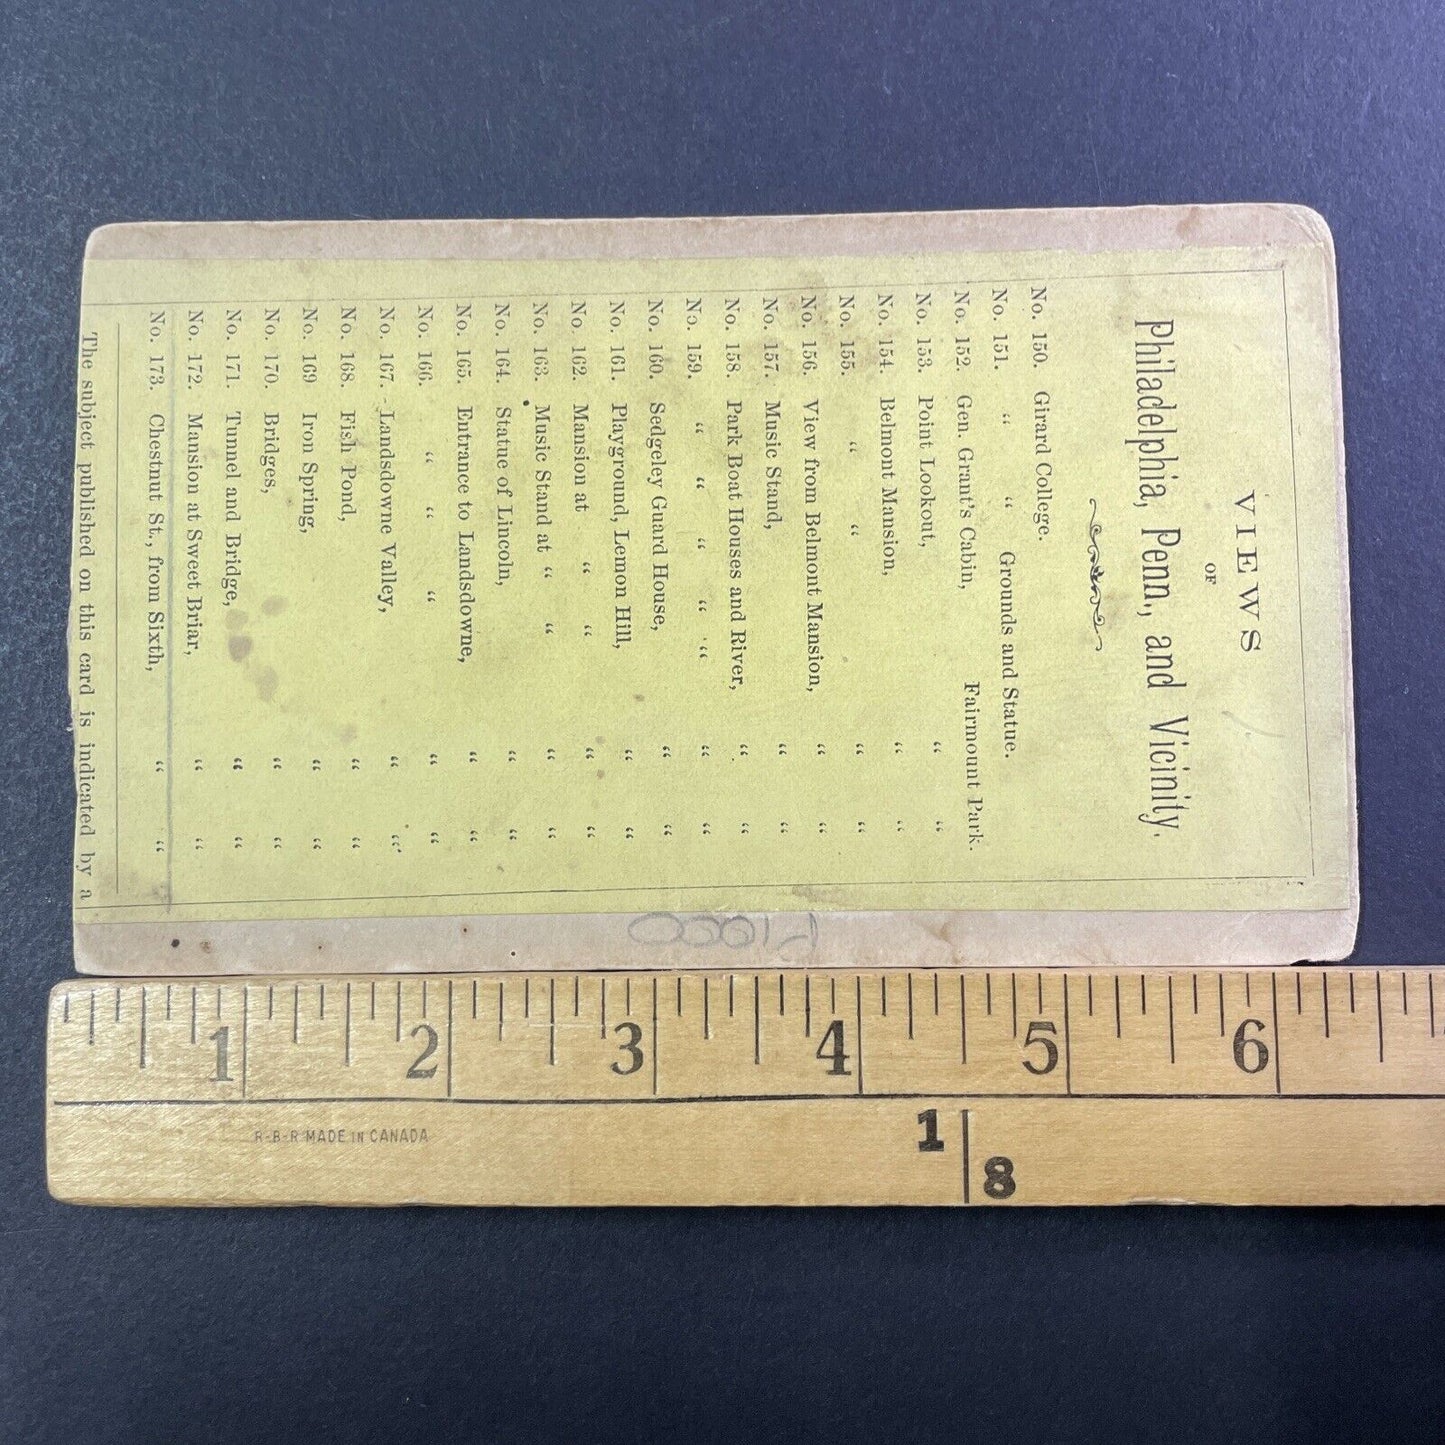 VIEWS
OF
Philadelphia, Penn., and Vicinity.
No. 150. Girard College.
No. 151. “ “ Grounds and Statue.
No. 152. Gen. Grant's Cabin, Fairmount Park.
No. 153. Point Lookout, “ “
No. 154. Belmont Mansion, “ “
No. 155. “ “ “ “
No. 156. View from Belmont Mansion, “ “
No. 157. Music Stand, “ “
No. 158. Park Boat Houses and River, “ “
No. 159. “ “ “ “ “ “ “
No. 160. Sedgeley Guard House, “ “
No. 161. Playground, Lemon Hill, “ “
No. 162. Mansion at “ “ “ “
No. 163. Music Stand at “ “ “ “
No. 164. Statue of Lincoln, “ “
No. 165. Entrance to Landsdowne, “ “
No. 166. “ “ “ “ “
No. 167. Landsdowne Valley, “ “
No. 168. Fish Pond, “ “
No. 169 Iron Spring, “ “
No. 170. Bridges, “ “
No. 171. Tunnel and Bridge, “ “
No. 172. Mansion at Sweet Briar, “ “
No. 173. Chestnut St., from Sixth, “ “
The subject published on this card is indicated by a
1 2 3 4 5 6
R-B-R MADE IN CANADA
1 8